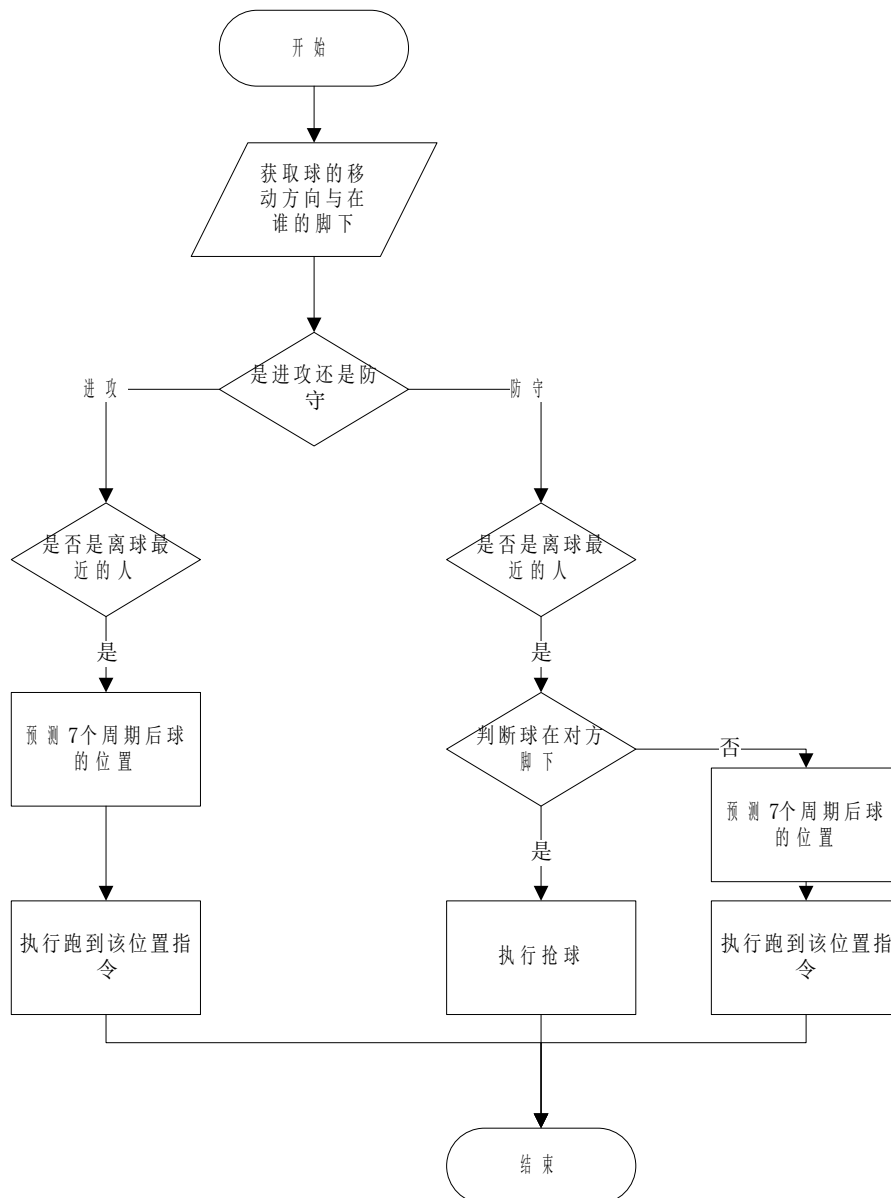 开始
获取球的移
动方向与在
谁的脚下
是进攻还是防
守
进攻
防守
是否是离球最
近的人
是否是离球最
近的人
是
是
预测7个周期后球
的位置
判断球在对方
脚下
否
预测7个周期后球
的位置
是
执行跑到该位置指
令
执行抢球
执行跑到该位置指
令
结束